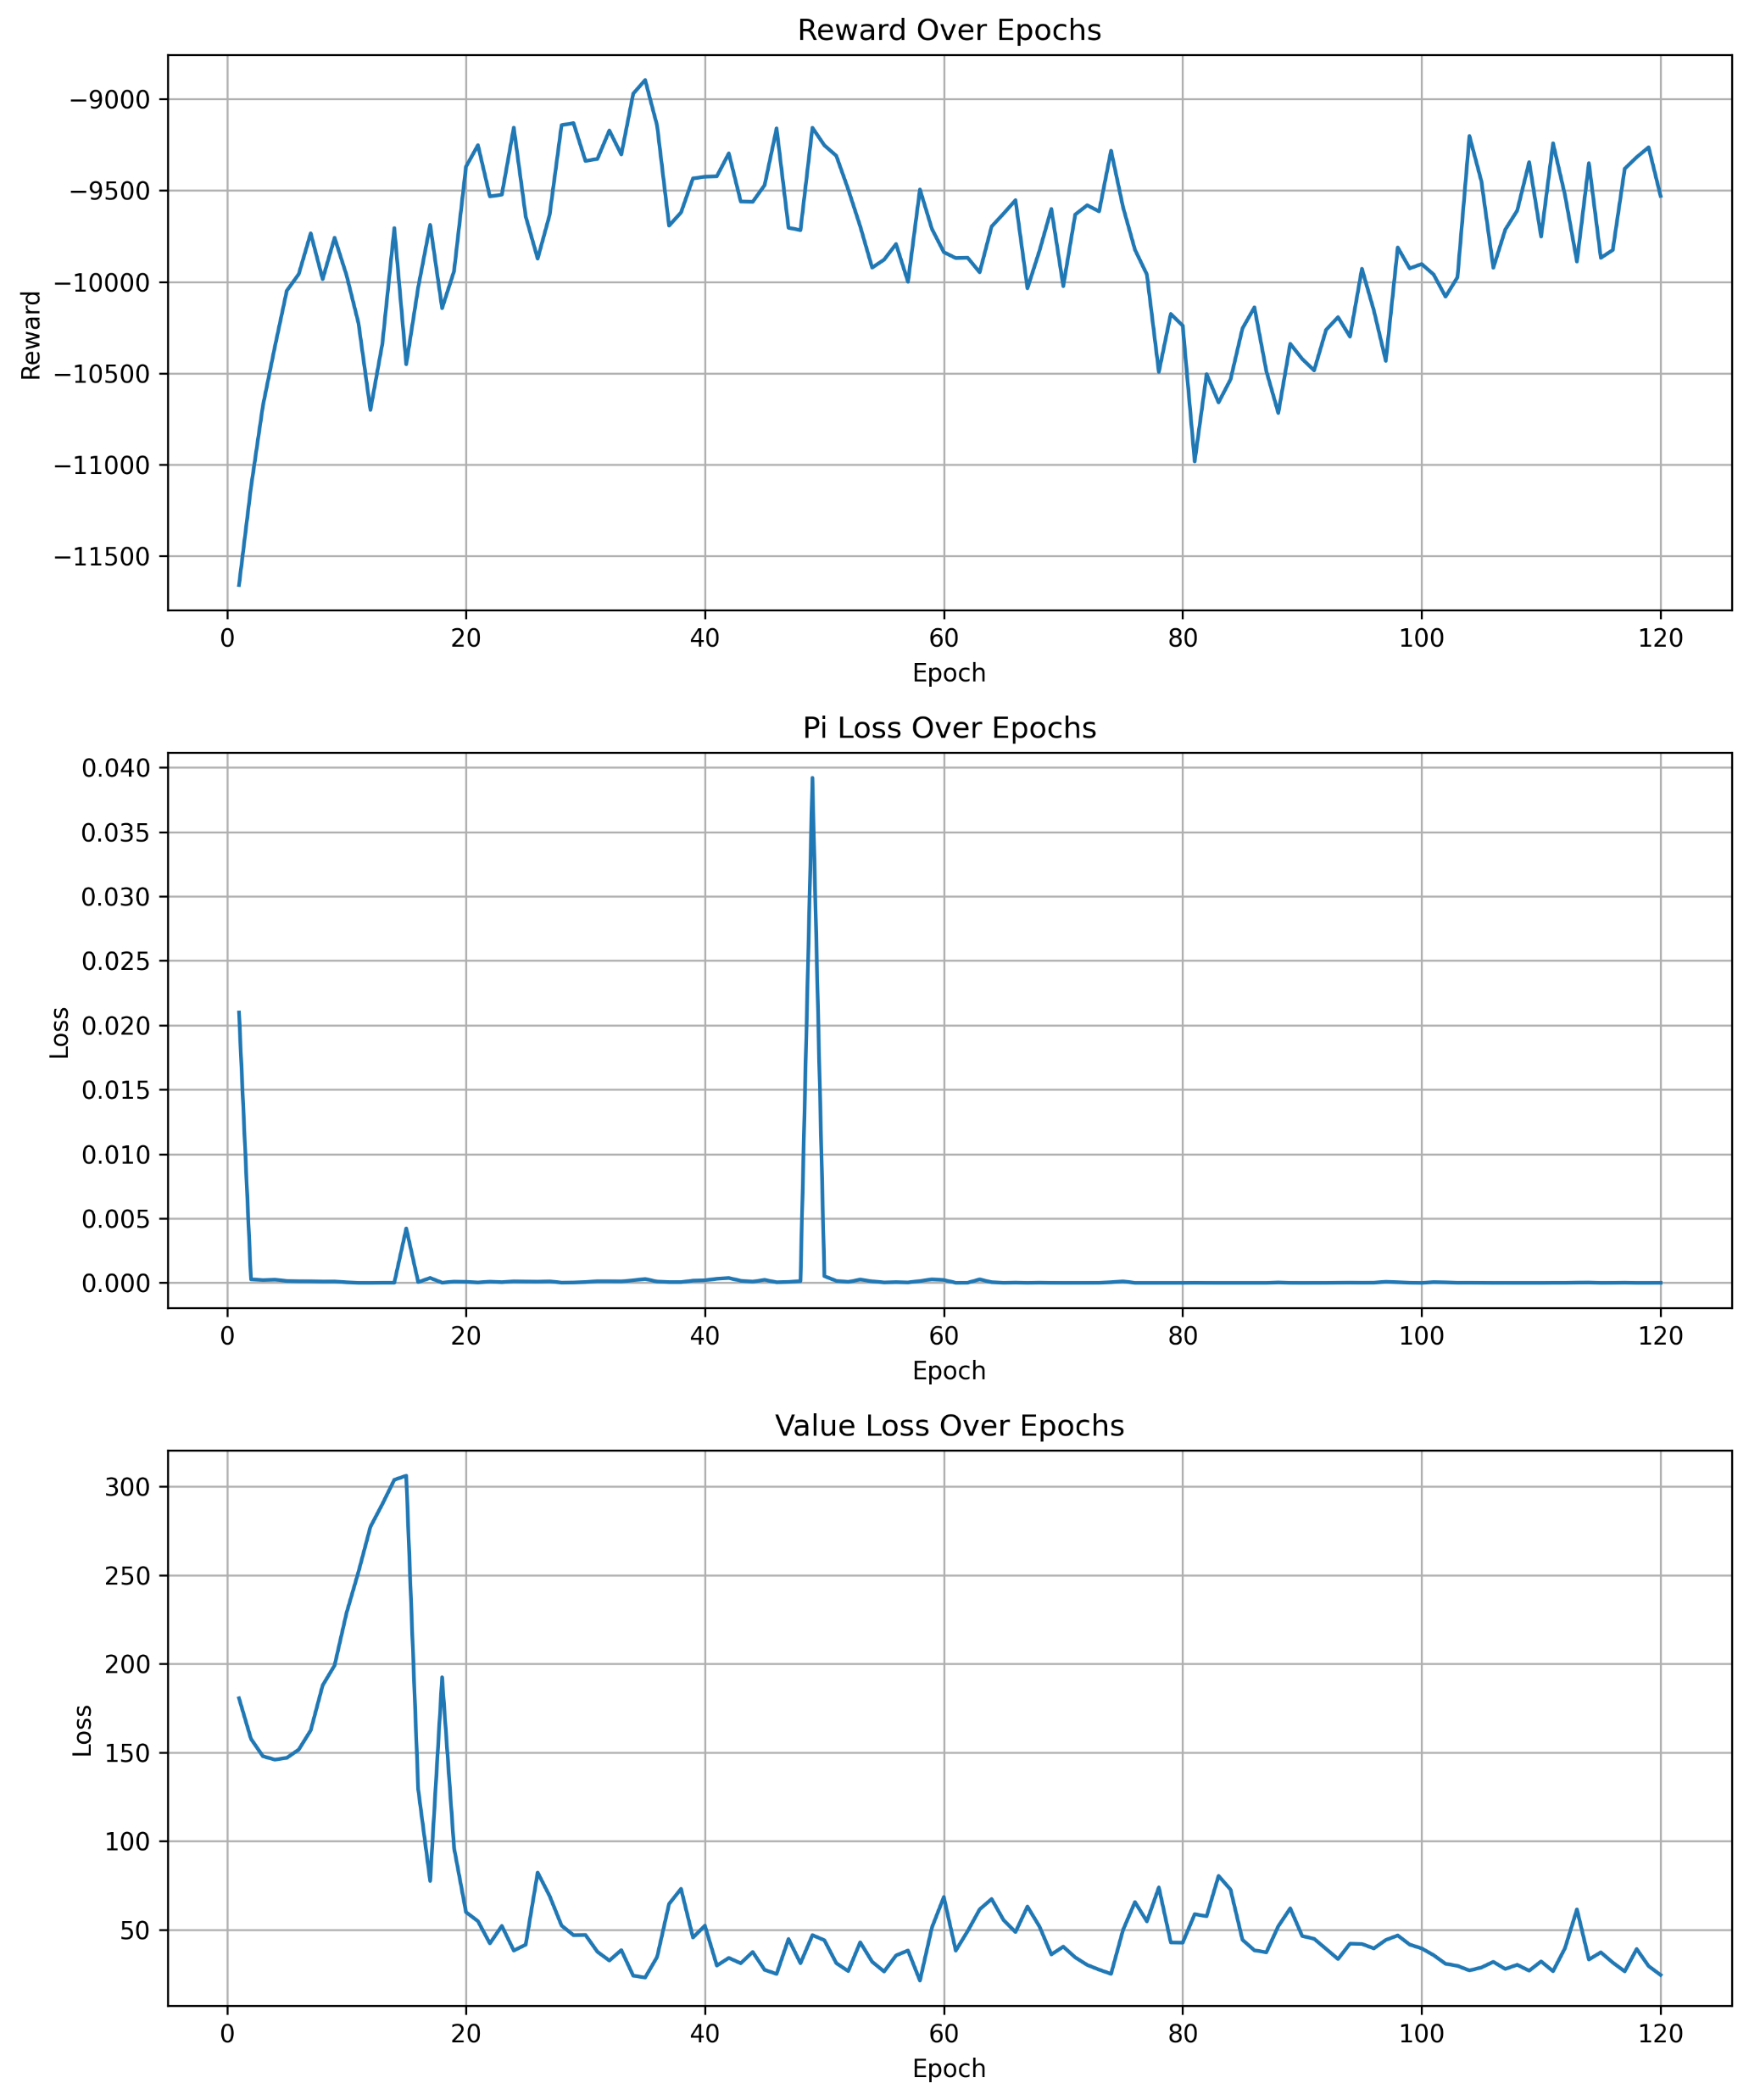 Reward Over Epochs
−9000
−9500
−10000
−10500
−11000
−11500
Reward
0 20 40 60 80 100 120
Epoch
Pi Loss Over Epochs
0.040
0.035
0.030
0.025
0.020
0.015
0.010
0.005
0.000
Loss
0 20 40 60 80 100 120
Epoch
Value Loss Over Epochs
300
250
200
150
100
50
Loss
0 20 40 60 80 100 120
Epoch